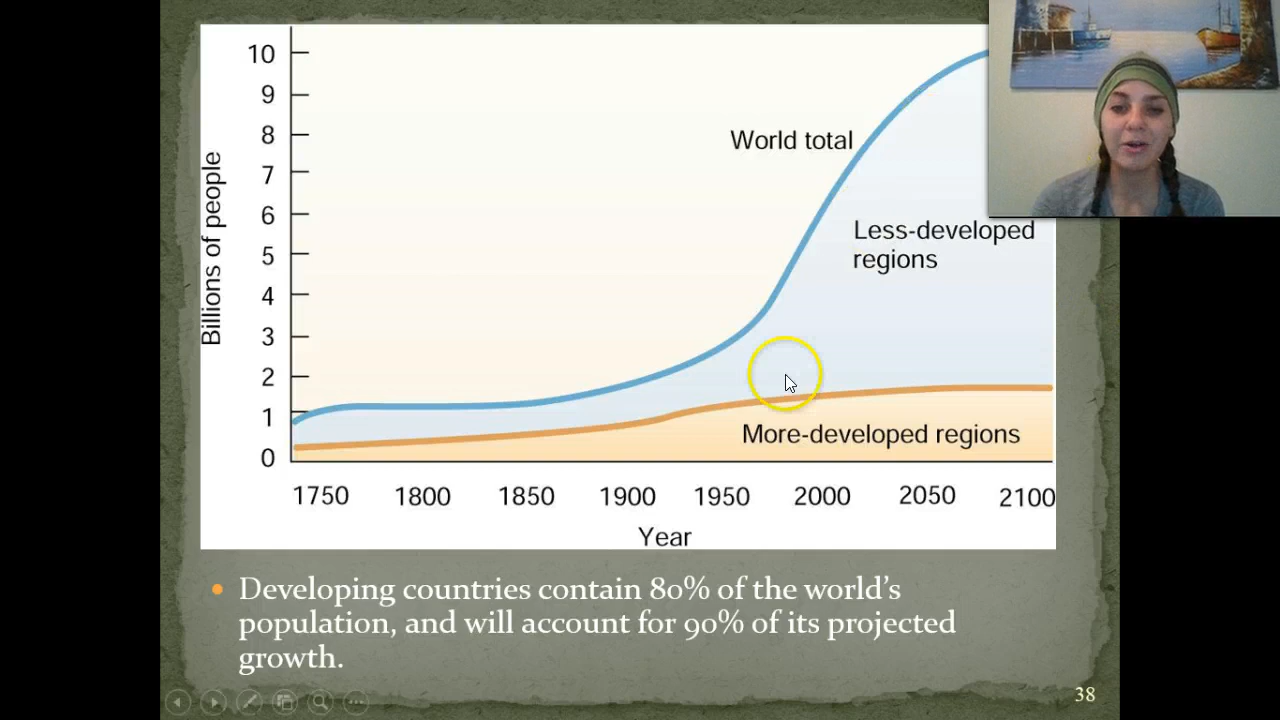 10
9
8
7
6
5
4
3
2
1
0
Billions of people
World total
Less-developed
regions
More-developed regions
1750 1800 1850 1900 1950 2000 2050 2100
Year
Developing countries contain 80% of the world's
population, and will account for 90% of its projected
growth.
38